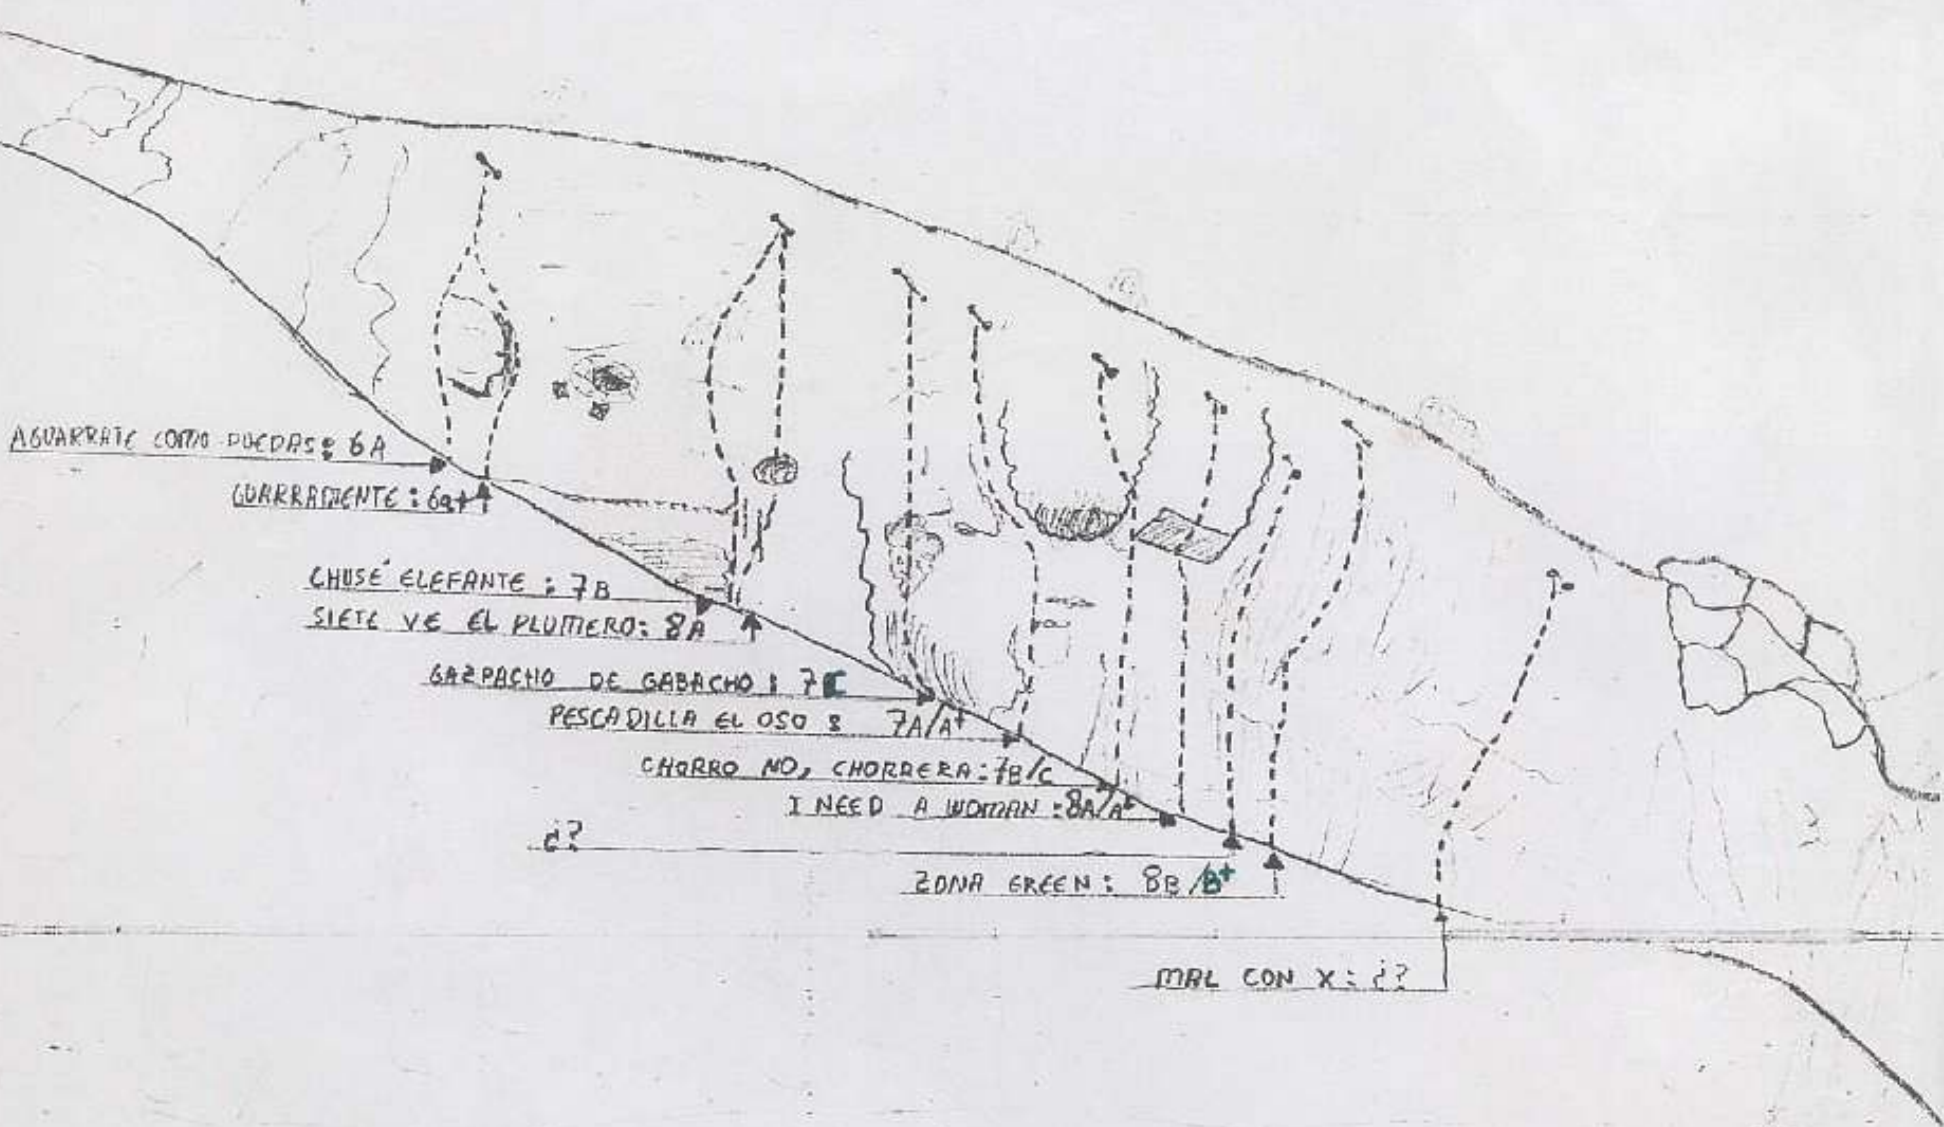 AGUARRATE COMO PUEDAS: 6A
GUARRAMENTE: 6a+
CHUSÉ ELEFANTE: 7B
SIETE VE EL PLUMERO: 8A
GAZPACHO DE GABACHO: 7C
PESCADILLA EL OSO: 7A/A+
CHORRO NO, CHORRERA: 7B/C
I NEED A WOMAN: 8A/A+
¿?
ZONA GREEN: 8B/B+
MAL CON X: ¿?